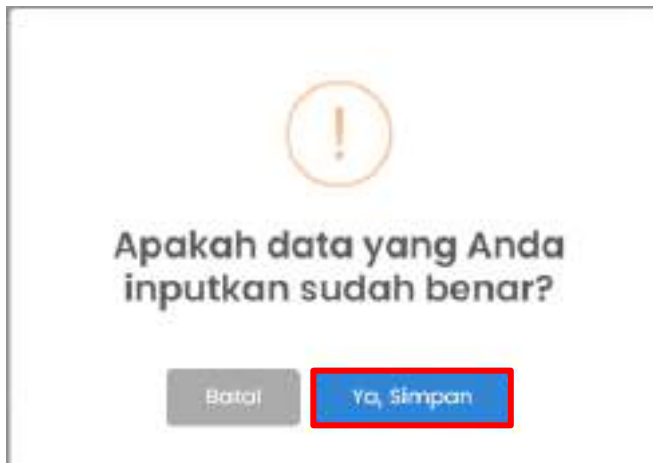 Apakah data yang Anda
inputkan sudah benar?
Batal
Ya, Simpan